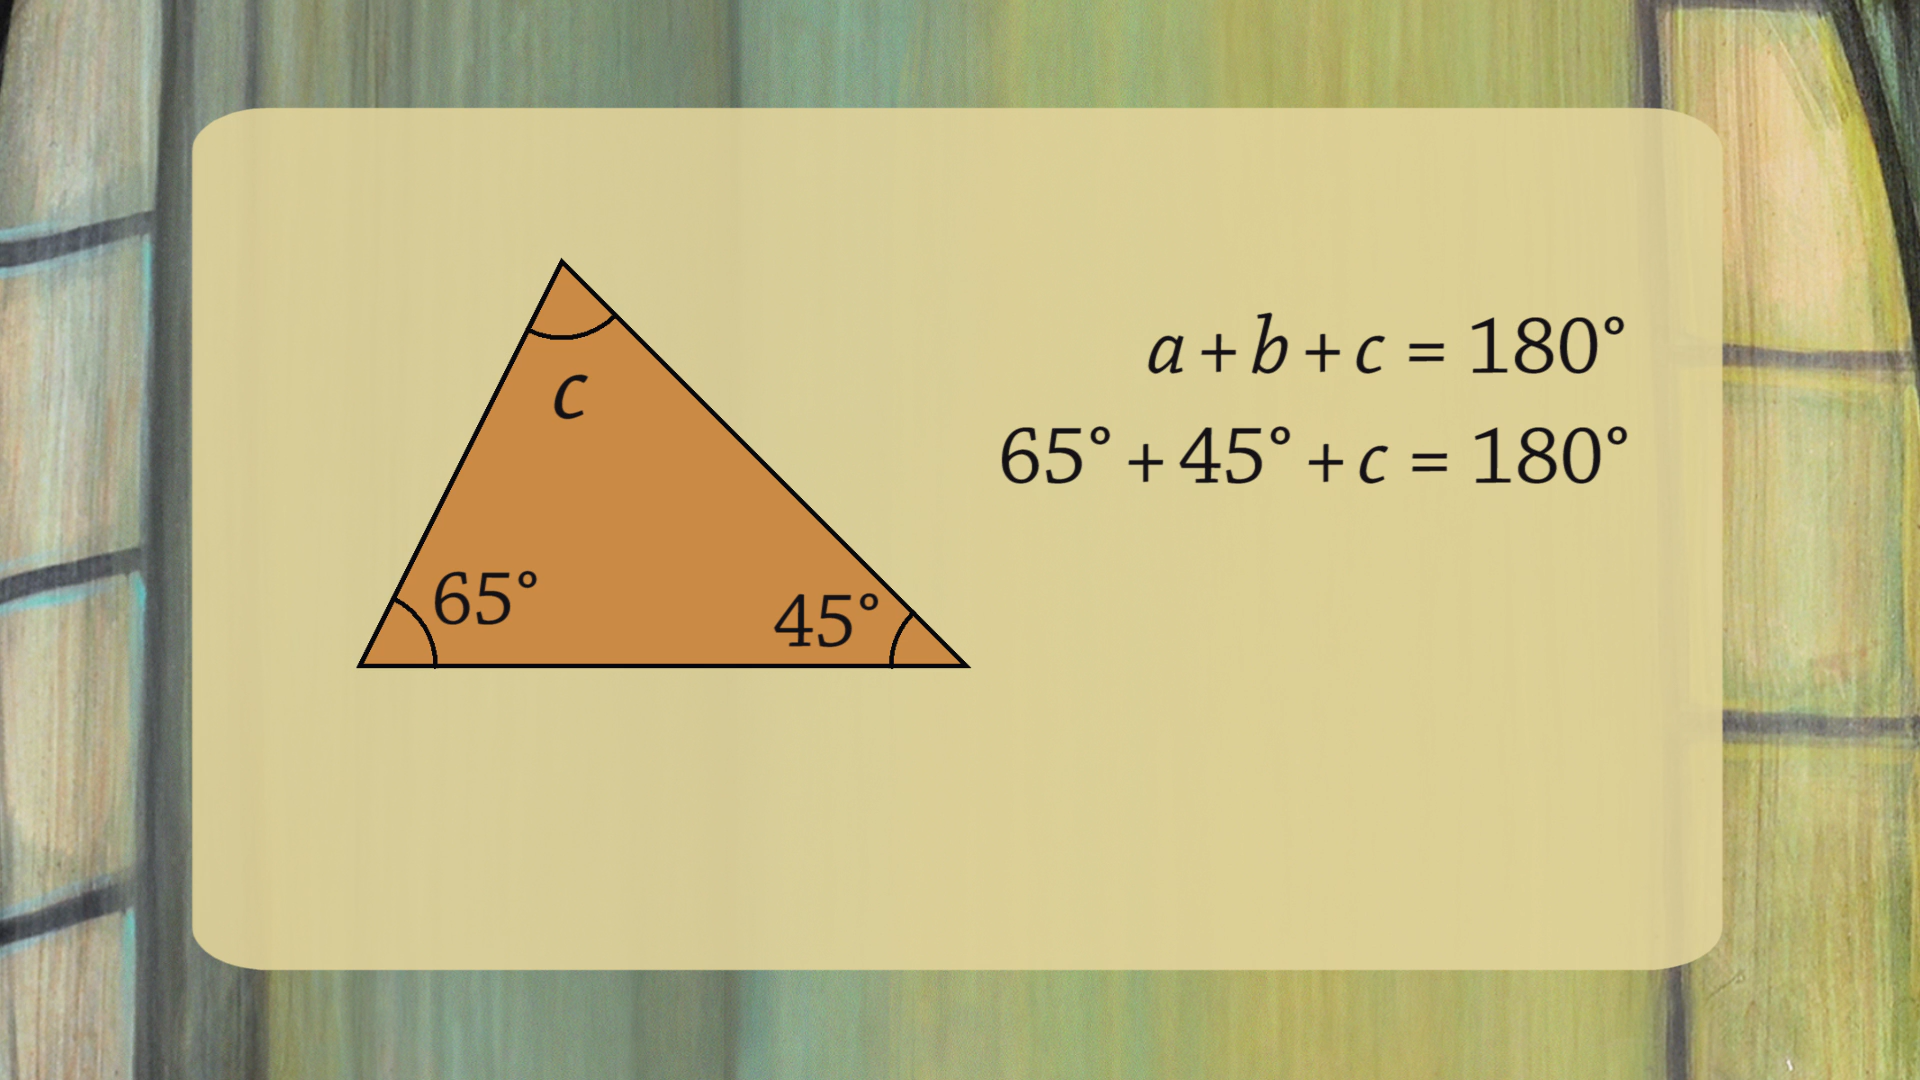 a + b + c = 180°
65° + 45° + c = 180°
c
65°
45°